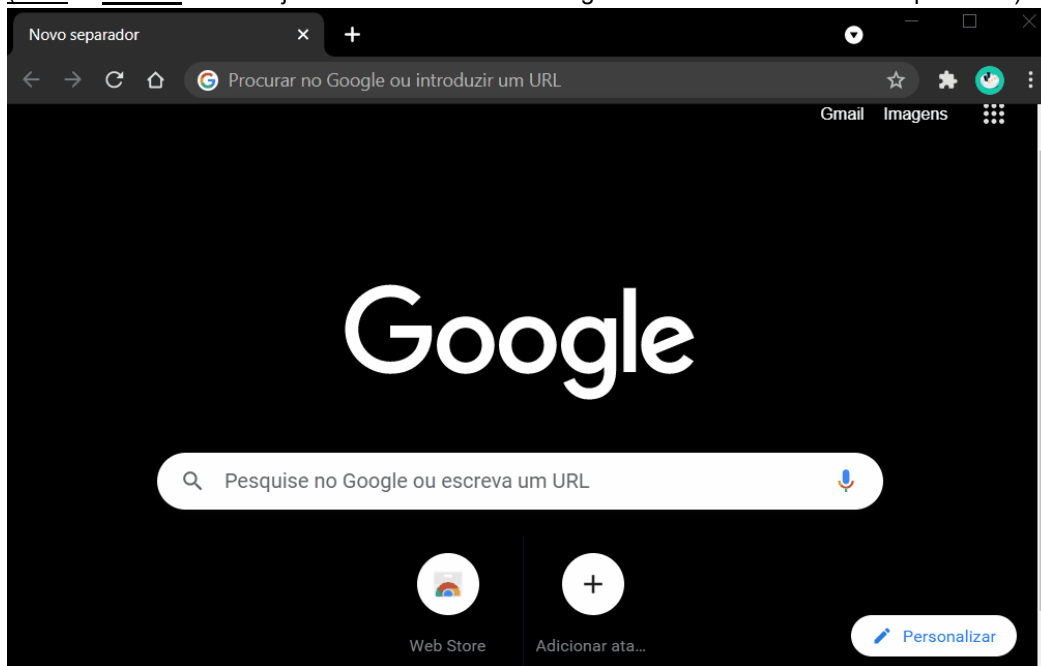 Novo separador
Procurar no Google ou introduzir um URL
Gmail Imagens
Google
Pesquise no Google ou escreva um URL
Web Store Adicionar ata...
Personalizar